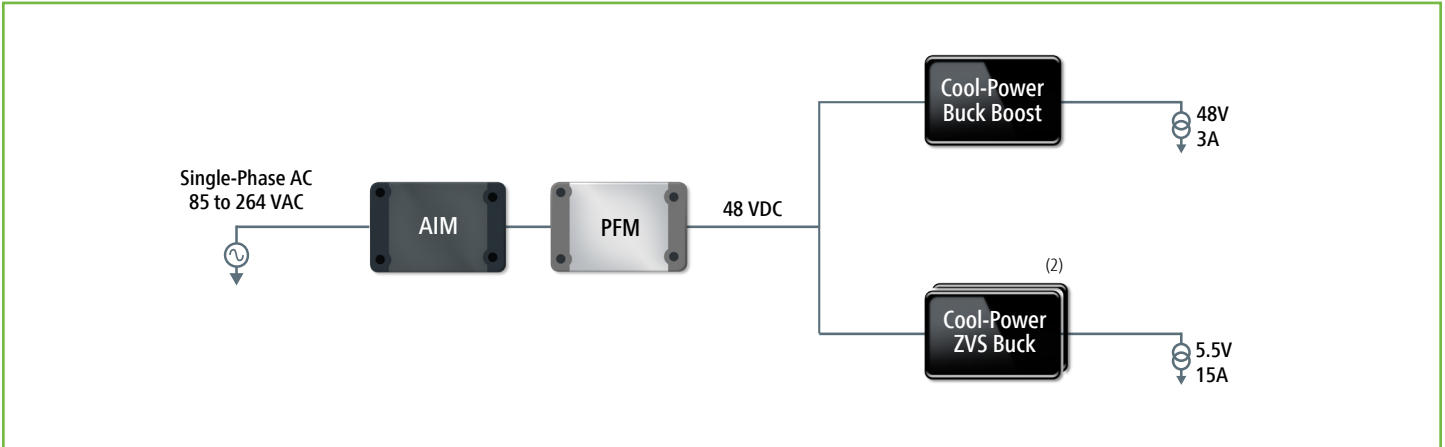 Single-Phase AC
85 to 264 VAC
AIM
PFM
48 VDC
Cool-Power
Buck Boost
48V
3A
(2)
Cool-Power
ZVS Buck
5.5V
15A